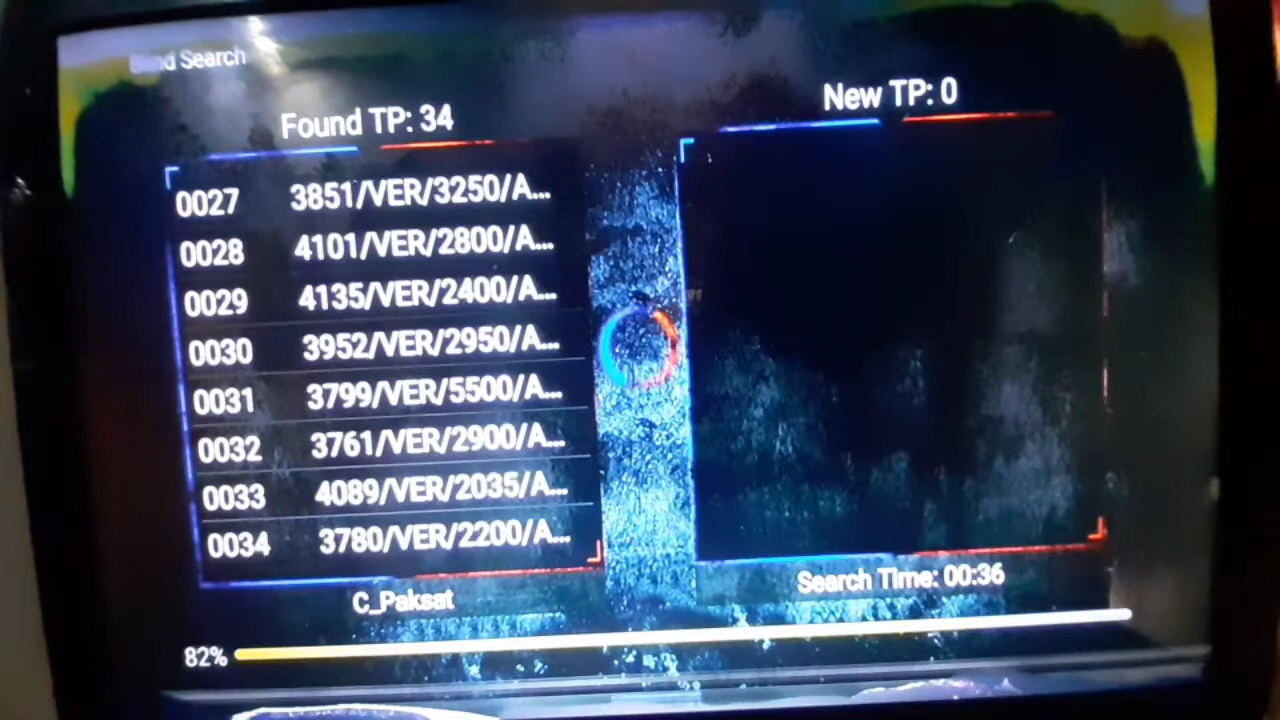 Blind Search
Found TP: 34
New TP: 0
0027 3851/VER/3250/A...
0028 4101/VER/2800/A...
0029 4135/VER/2400/A...
0030 3952/VER/2950/A...
0031 3799/VER/5500/A...
0032 3761/VER/2900/A...
0033 4089/VER/2035/A...
0034 3780/VER/2200/A...
C_Paksat
Search Time: 00:36
82%